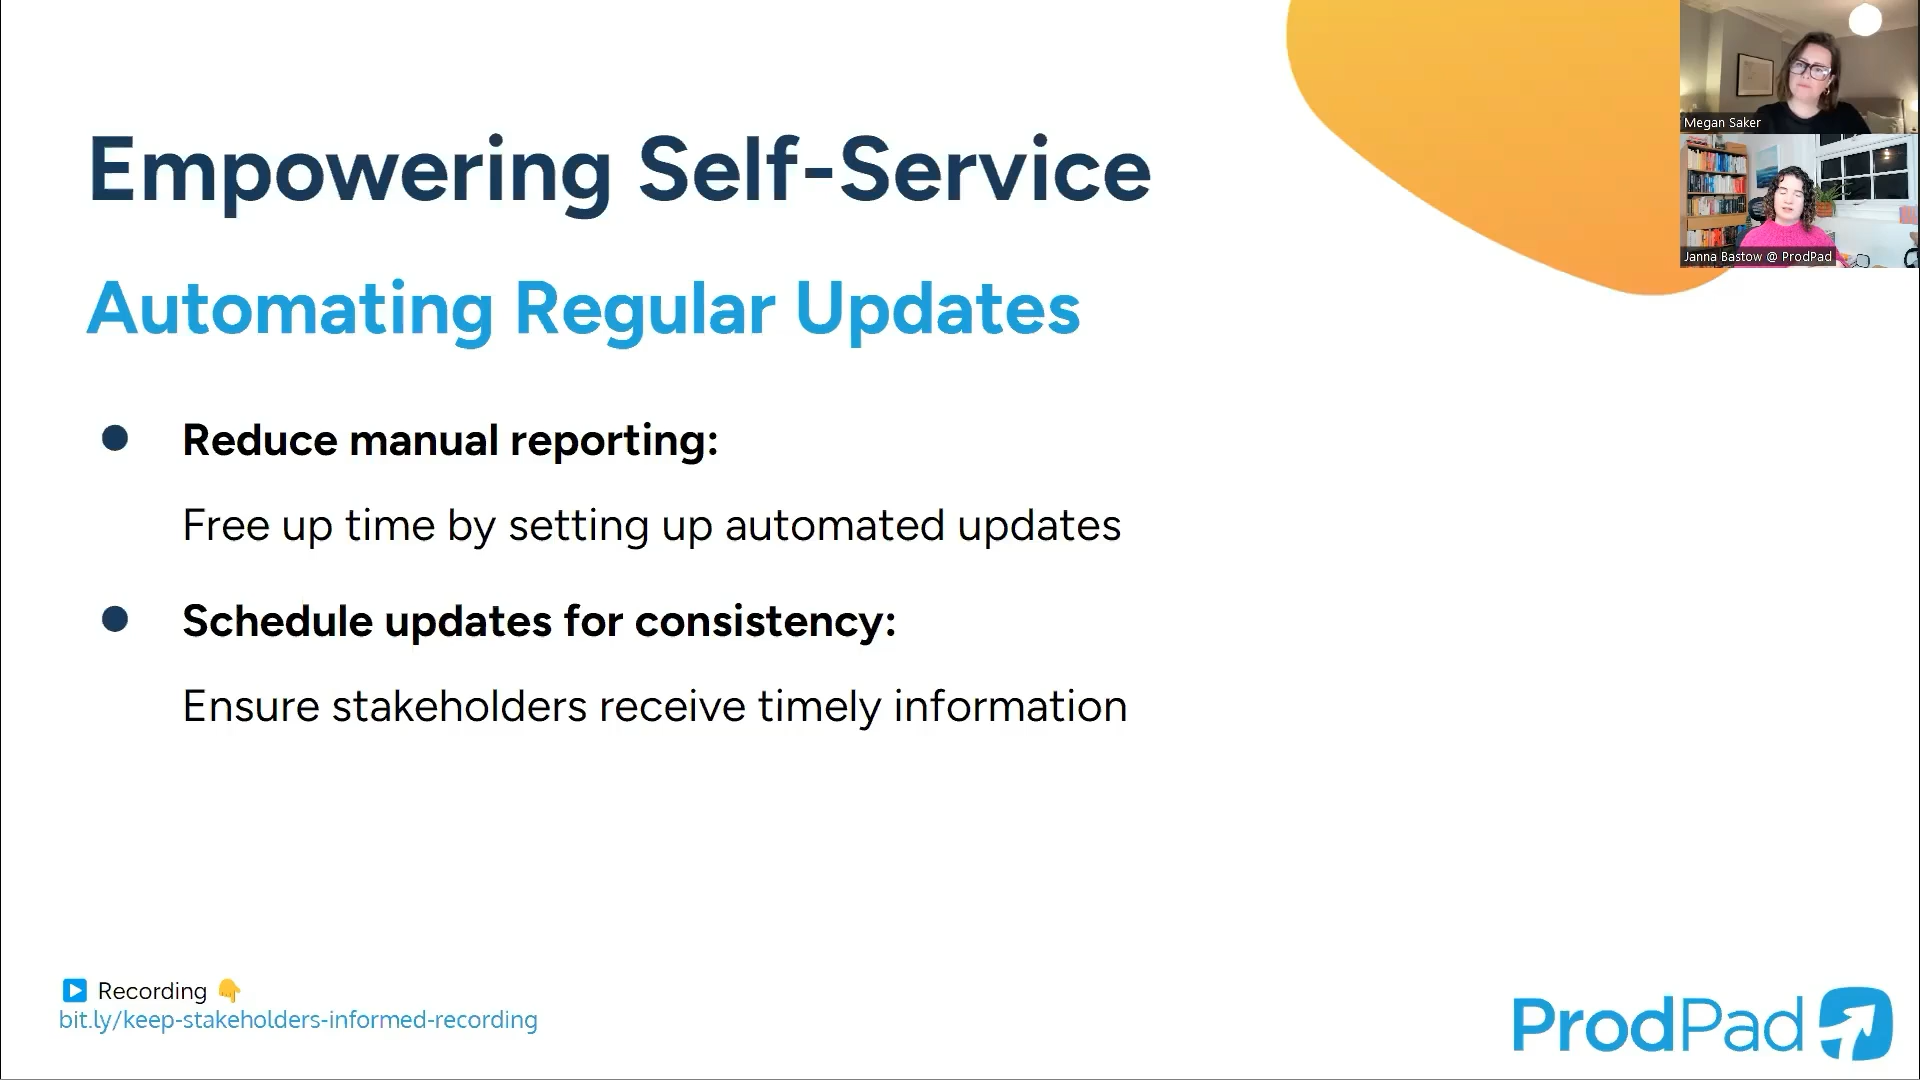 Empowering Self-Service
Automating Regular Updates
Reduce manual reporting:
Free up time by setting up automated updates
Schedule updates for consistency:
Ensure stakeholders receive timely information
Recording
bit.ly/keep-stakeholders-informed-recording
ProdPad
Megan Saker
Janna Bastow @ ProdPad